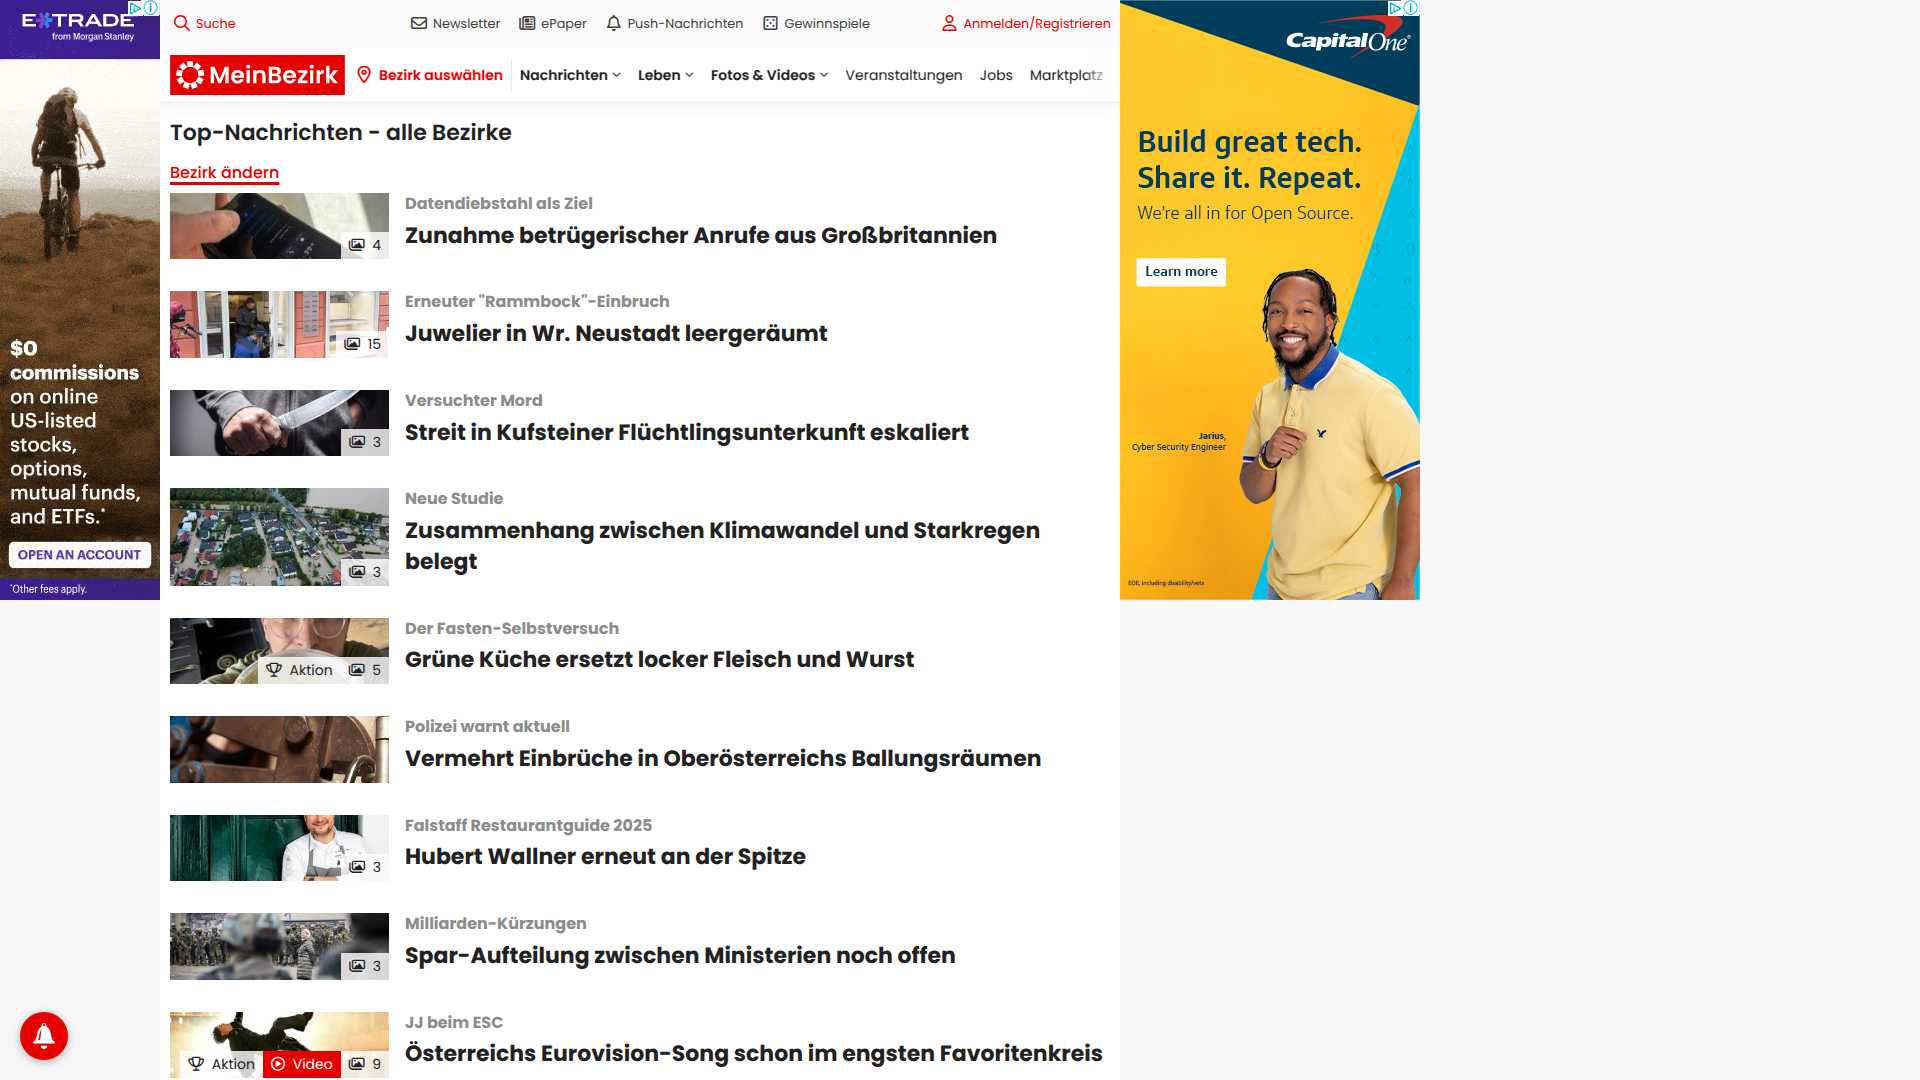 E*TRADE
from Morgan Stanley
$0
commissions
on online
US-listed
stocks,
options,
mutual funds,
and ETFs.*
OPEN AN ACCOUNT
*Other fees apply.
Suche
Newsletter
ePaper
Push-Nachrichten
Gewinnspiele
Anmelden/Registrieren
MeinBezirk
Bezirk auswählen
Nachrichten
Leben
Fotos & Videos
Veranstaltungen
Jobs
Marktplatz
Top-Nachrichten - alle Bezirke
Bezirk ändern
4
Datendiebstahl als Ziel
Zunahme betrügerischer Anrufe aus Großbritannien
15
Erneuter "Rammbock"-Einbruch
Juwelier in Wr. Neustadt leergeräumt
3
Versuchter Mord
Streit in Kufsteiner Flüchtlingsunterkunft eskaliert
3
Neue Studie
Zusammenhang zwischen Klimawandel und Starkregen
belegt
Aktion 5
Der Fasten-Selbstversuch
Grüne Küche ersetzt locker Fleisch und Wurst
Polizei warnt aktuell
Vermehrt Einbrüche in Oberösterreichs Ballungsräumen
3
Falstaff Restaurantguide 2025
Hubert Wallner erneut an der Spitze
3
Milliarden-Kürzungen
Spar-Aufteilung zwischen Ministerien noch offen
Aktion Video 9
JJ beim ESC
Österreichs Eurovision-Song schon im engsten Favoritenkreis
Capital One
Build great tech.
Share it. Repeat.
We're all in for Open Source.
Learn more
Jarius,
Cyber Security Engineer
EOE, including disability/vets